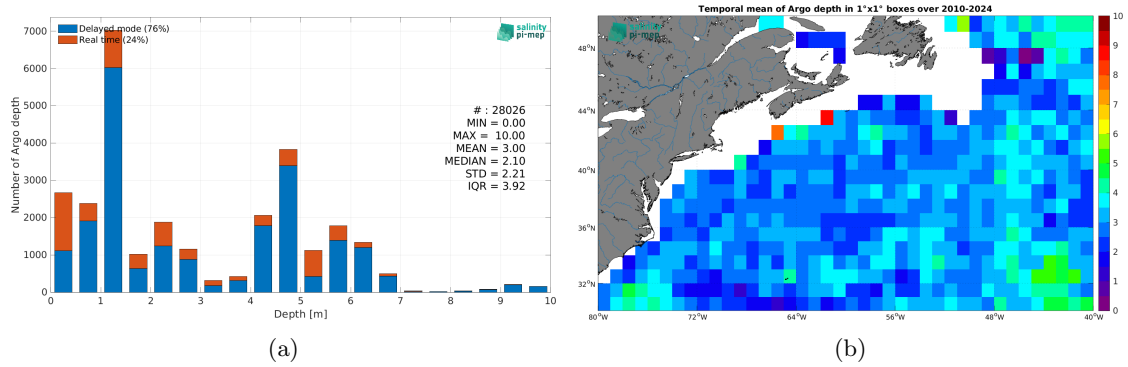 Delayed mode (76%)
Real time (24%)
salinity
pi-mep
7000
6000
5000
4000
3000
2000
1000
0
Number of Argo depth
# : 28026
MIN = 0.00
MAX = 10.00
MEAN = 3.00
MEDIAN = 2.10
STD = 2.21
IQR = 3.92
0 1 2 3 4 5 6 7 8 9 10
Depth [m]
(a)
Temporal mean of Argo depth in 1°x1° boxes over 2010-2024
salinity
pi-mep
48°N
44°N
40°N
36°N
32°N
80°W 72°W 64°W 56°W 48°W 40°W
10
9
8
7
6
5
4
3
2
1
0
(b)